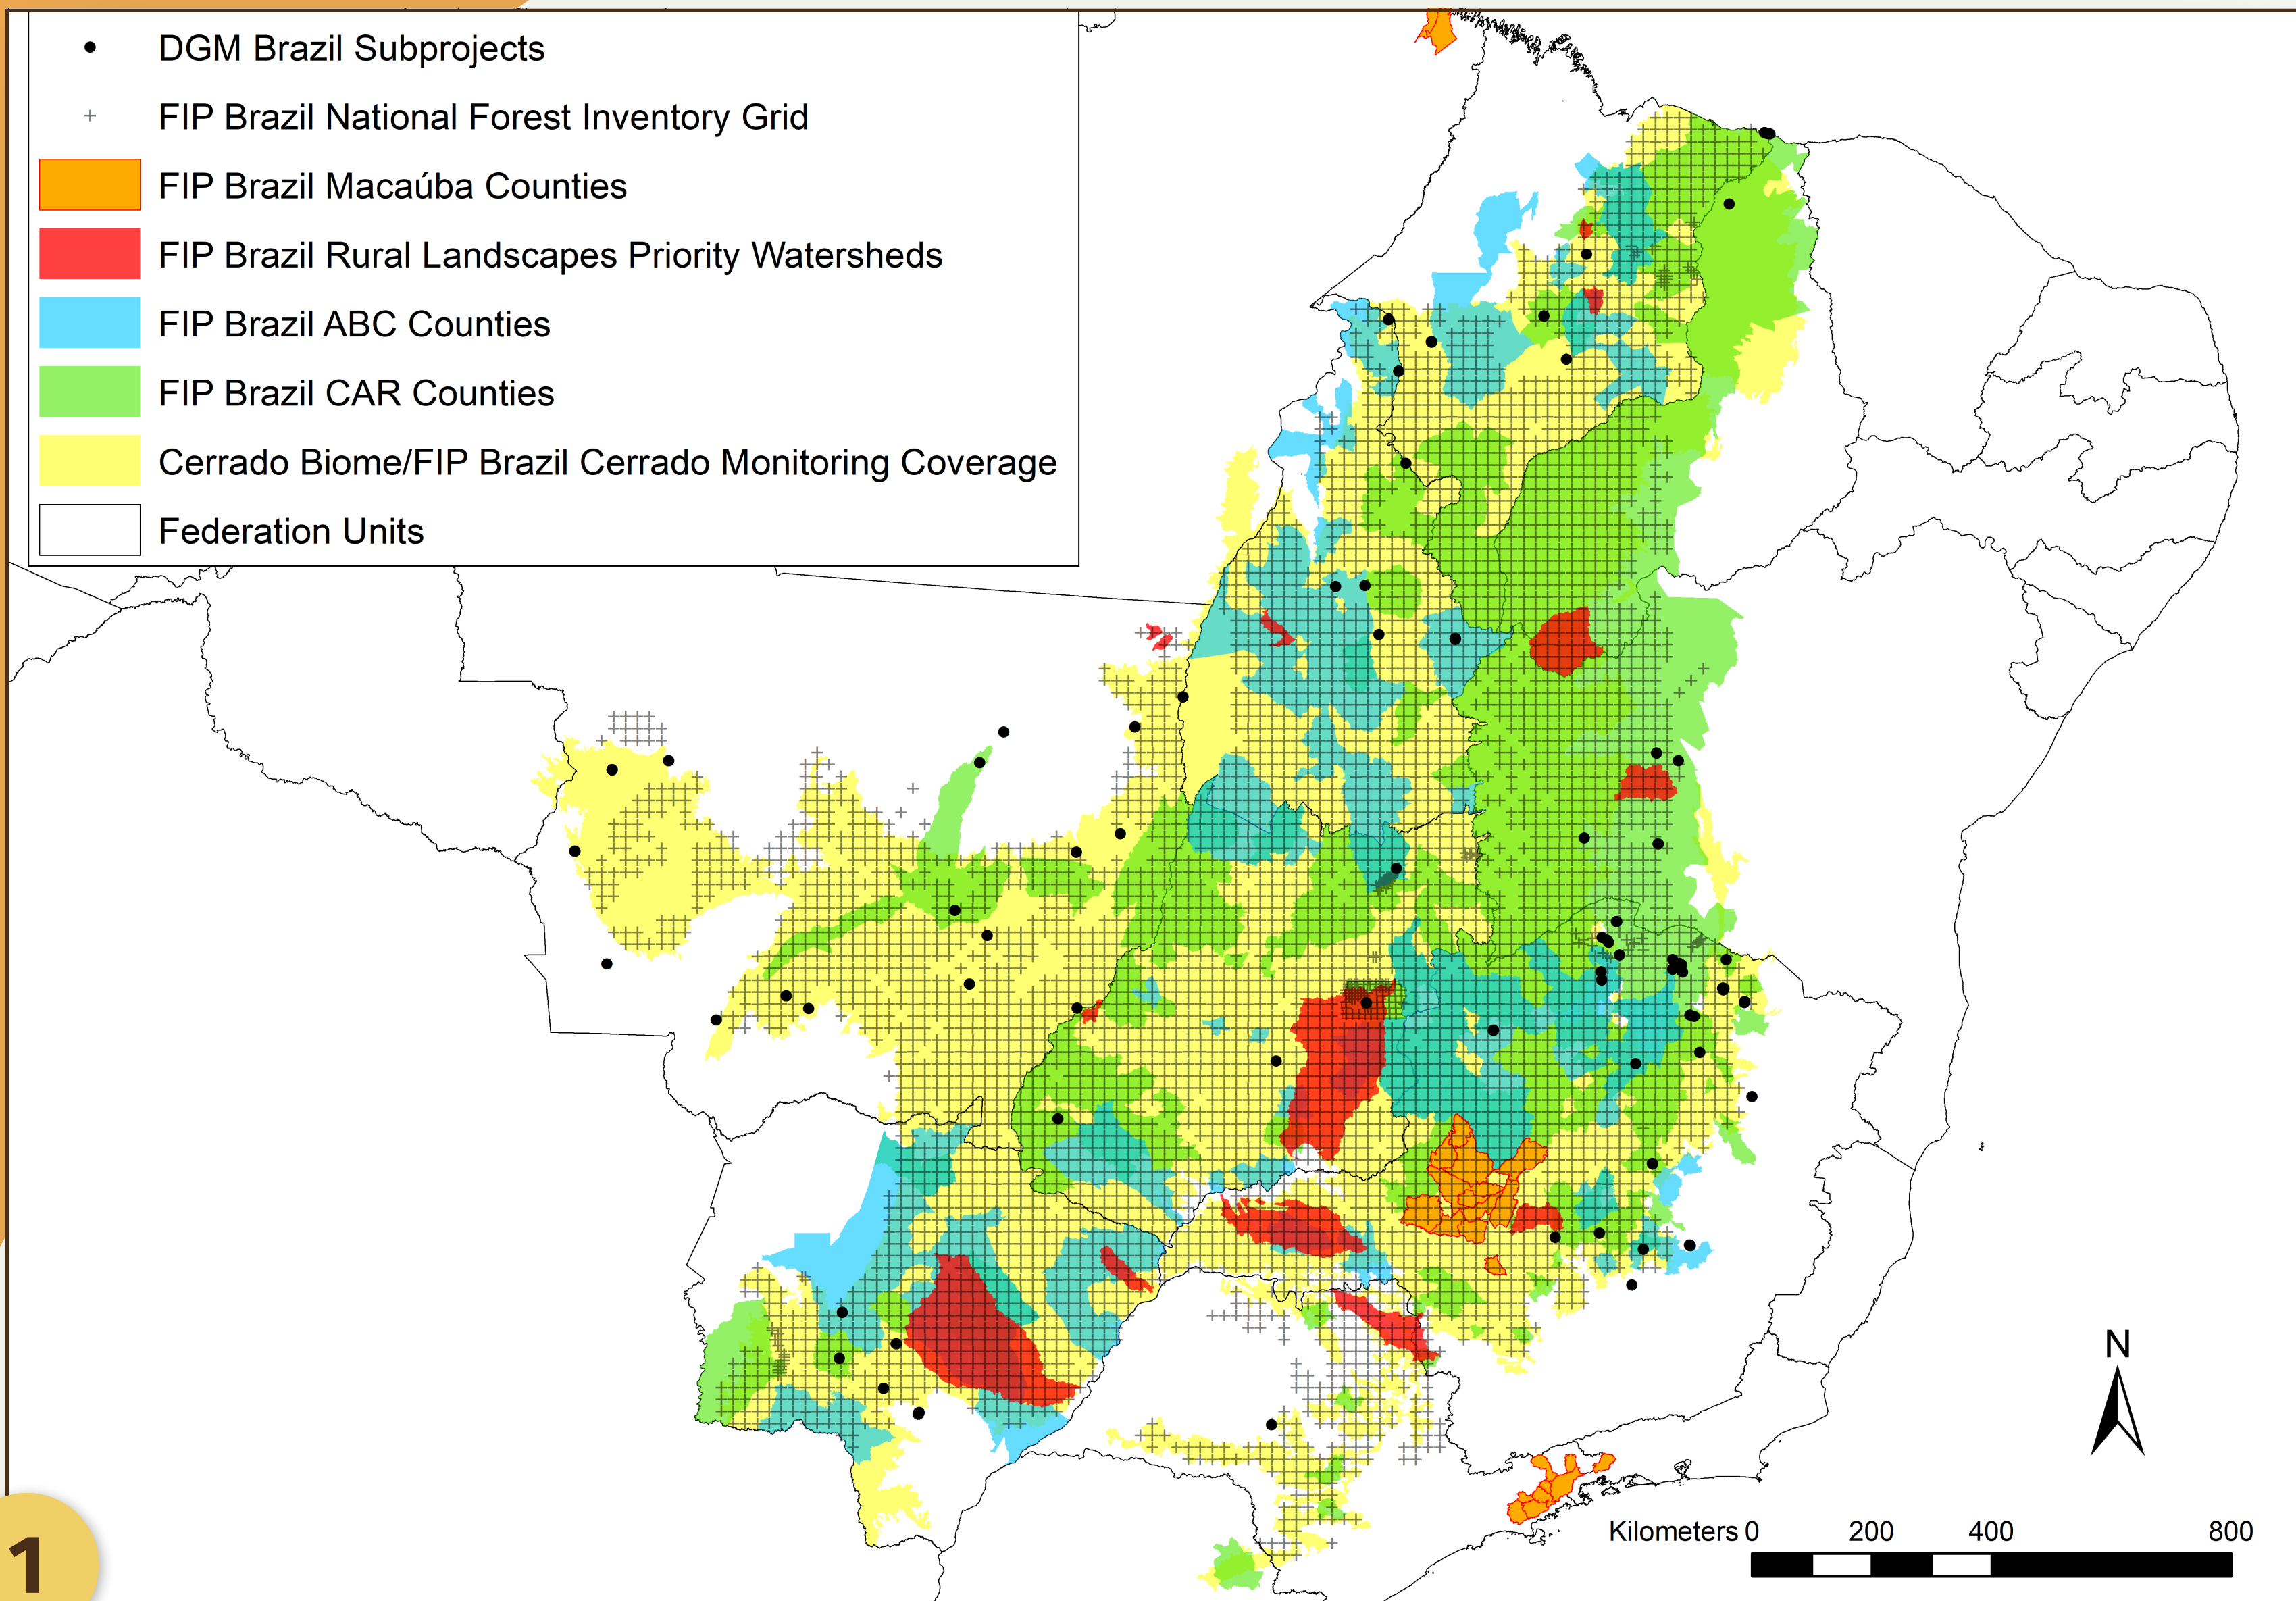 DGM Brazil Subprojects
FIP Brazil National Forest Inventory Grid
FIP Brazil Macaúba Counties
FIP Brazil Rural Landscapes Priority Watersheds
FIP Brazil ABC Counties
FIP Brazil CAR Counties
Cerrado Biome/FIP Brazil Cerrado Monitoring Coverage
Federation Units
N
Kilometers 0 200 400 800
1